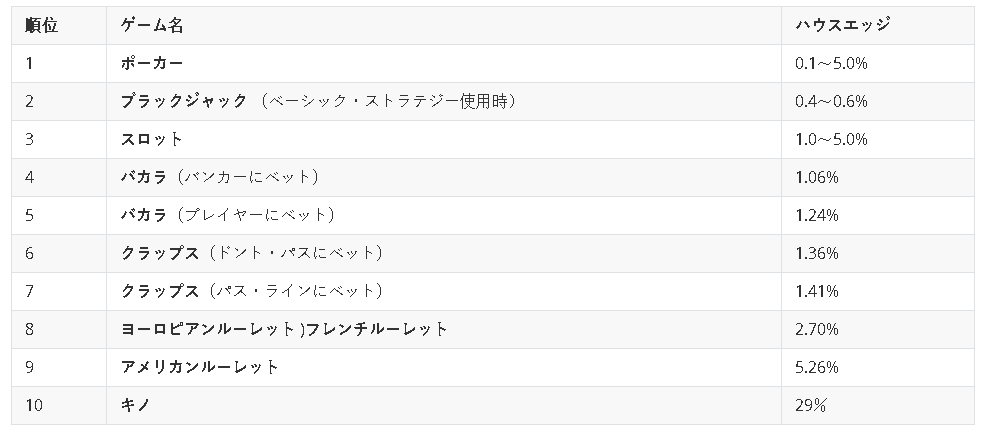 順位 ゲーム名 ハウスエッジ
1 ポーカー 0.1～5.0%
2 ブラックジャック （ベーシック・ストラテジー使用時） 0.4～0.6%
3 スロット 1.0～5.0%
4 バカラ（バンカーにベット） 1.06%
5 バカラ（プレイヤーにベット） 1.24%
6 クラップス（ドント・パスにベット） 1.36%
7 クラップス（パス・ラインにベット） 1.41%
8 ヨーロピアンルーレット )フレンチルーレット 2.70%
9 アメリカンルーレット 5.26%
10 キノ 29％